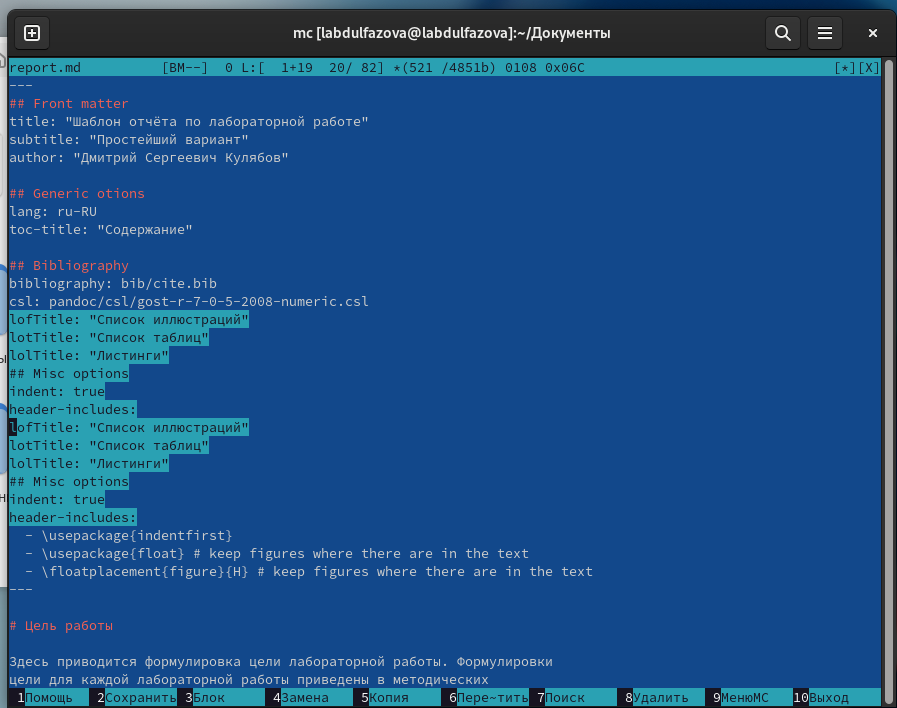 mc [labdulfazova@labdulfazova]:~/Документы
report.md [BM--] 0 L:[ 1+19 20/ 82] *(521 /4851b) 0108 0x06C [*][X]
---
## Front matter
title: "Шаблон отчёта по лабораторной работе"
subtitle: "Простейший вариант"
author: "Дмитрий Сергеевич Кулябов"
## Generic otions
lang: ru-RU
toc-title: "Содержание"
## Bibliography
bibliography: bib/cite.bib
csl: pandoc/csl/gost-r-7-0-5-2008-numeric.csl
lofTitle: "Список иллюстраций"
lotTitle: "Список таблиц"
lolTitle: "Листинги"
## Misc options
indent: true
header-includes:
lofTitle: "Список иллюстраций"
lotTitle: "Список таблиц"
lolTitle: "Листинги"
## Misc options
indent: true
header-includes:
  - \usepackage{indentfirst}
  - \usepackage{float} # keep figures where there are in the text
  - \floatplacement{figure}{H} # keep figures where there are in the text
---
# Цель работы
Здесь приводится формулировка цели лабораторной работы. Формулировки
цели для каждой лабораторной работы приведены в методических
1Помощь 2Сохранить 3Блок 4Замена 5Копия 6Пере~тить 7Поиск 8Удалить 9МенюMC 10Выход